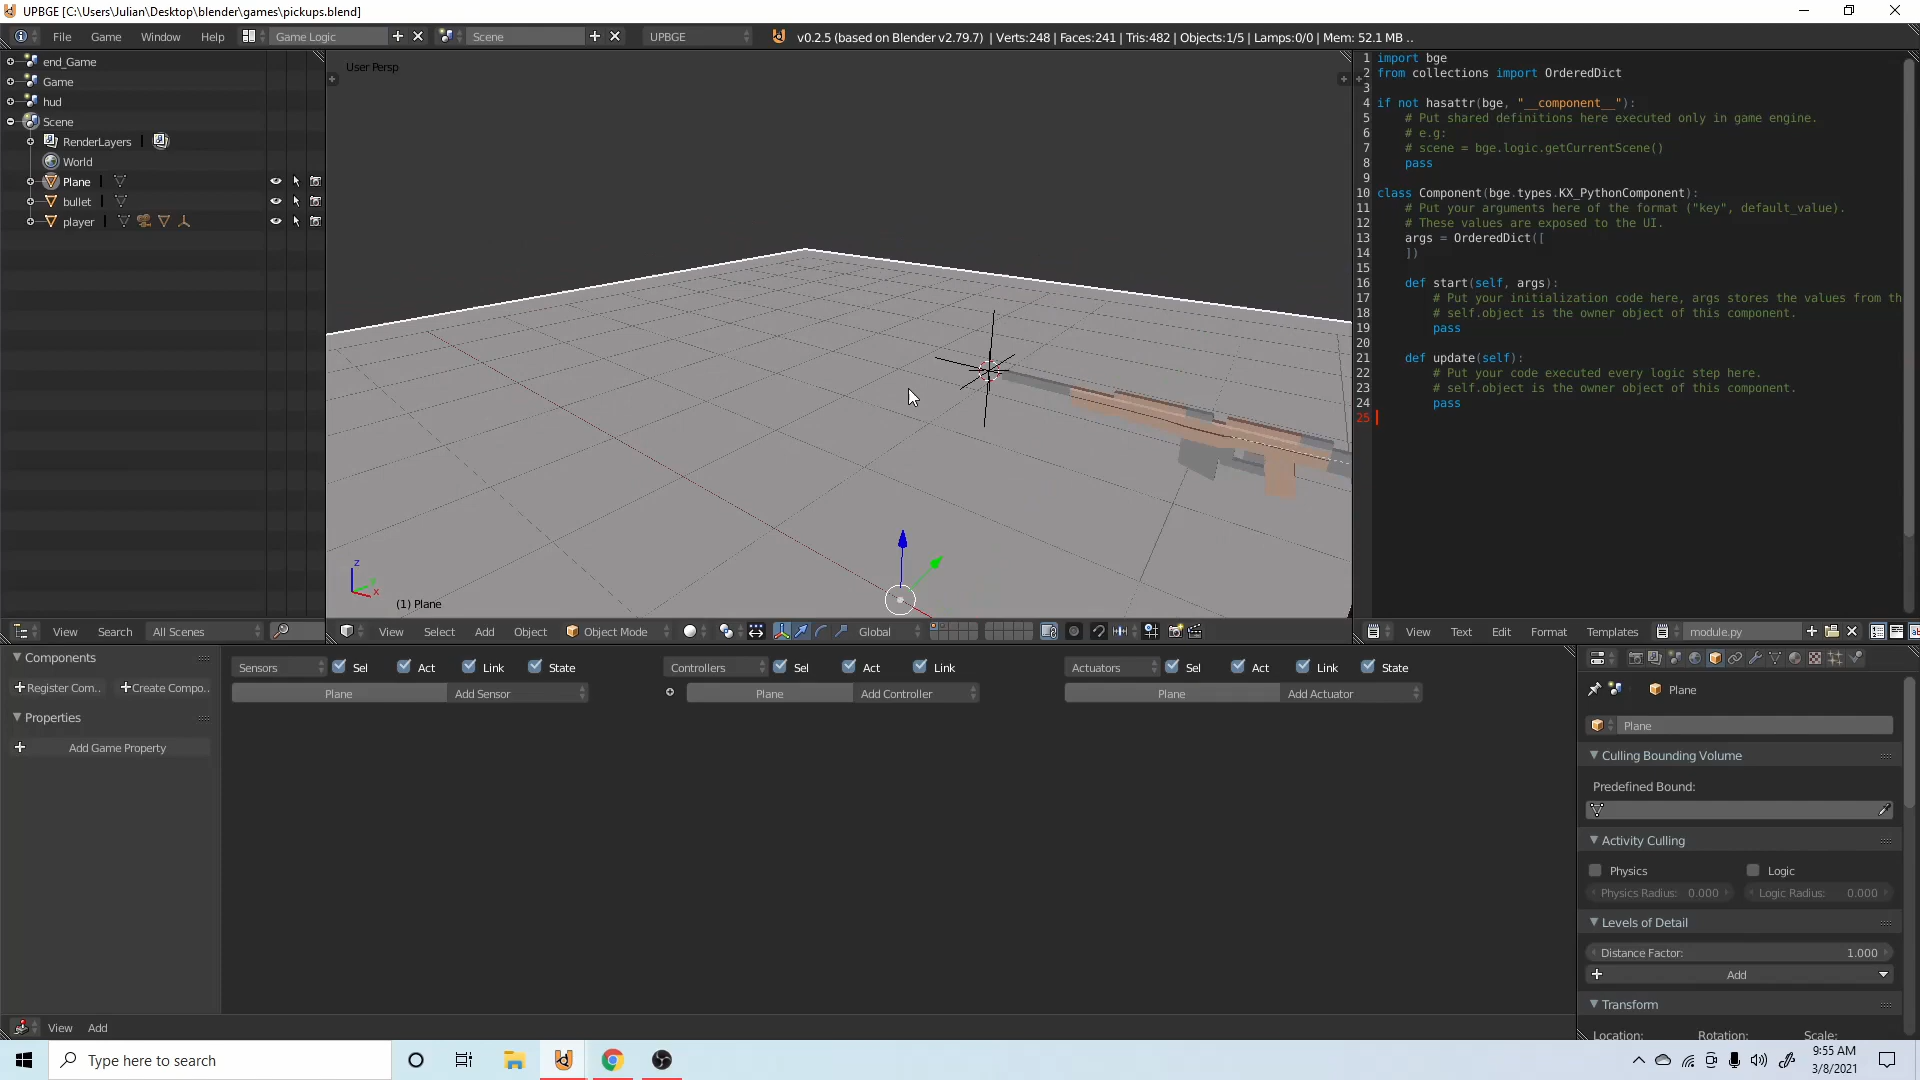 UPBGE [C:\Users\Julian\Desktop\blender\games\pickups.blend]
File Game Window Help Game Logic Scene UPBGE v0.2.5 (based on Blender v2.79.7) | Verts:248 | Faces:241 | Tris:482 | Objects:1/5 | Lamps:0/0 | Mem: 52.1 MB ..
end_Game
Game
hud
Scene
RenderLayers
World
Plane
bullet
player
User Persp
z
x
(1) Plane
1 import bge
2 from collections import OrderedDict
3
4 if not hasattr(bge, "__component__"):
5 # Put shared definitions here executed only in game engine.
6 # e.g:
7 # scene = bge.logic.getCurrentScene()
8 pass
9
10 class Component(bge.types.KX_PythonComponent):
11 # Put your arguments here of the format ("key", default_value).
12 # These values are exposed to the UI.
13 args = OrderedDict([
14 ])
15
16 def start(self, args):
17 # Put your initialization code here, args stores the values from th
18 # self.object is the owner object of this component.
19 pass
20
21 def update(self):
22 # Put your code executed every logic step here.
23 # self.object is the owner object of this component.
24 pass
25
View Search All Scenes
View Select Add Object Object Mode Global
View Text Edit Format Templates module.py
Components
Register Com.. Create Compo..
Properties
Add Game Property
Sensors Sel Act Link State
Plane Add Sensor
Controllers Sel Act Link
Plane Add Controller
Actuators Sel Act Link State
Plane Add Actuator
View Add
Plane
Plane
Culling Bounding Volume
Predefined Bound:
Activity Culling
Physics Logic
Physics Radius: 0.000 Logic Radius: 0.000
Levels of Detail
Distance Factor: 1.000
Add
Transform
Location: Rotation: Scale:
Type here to search
9:55 AM
3/8/2021